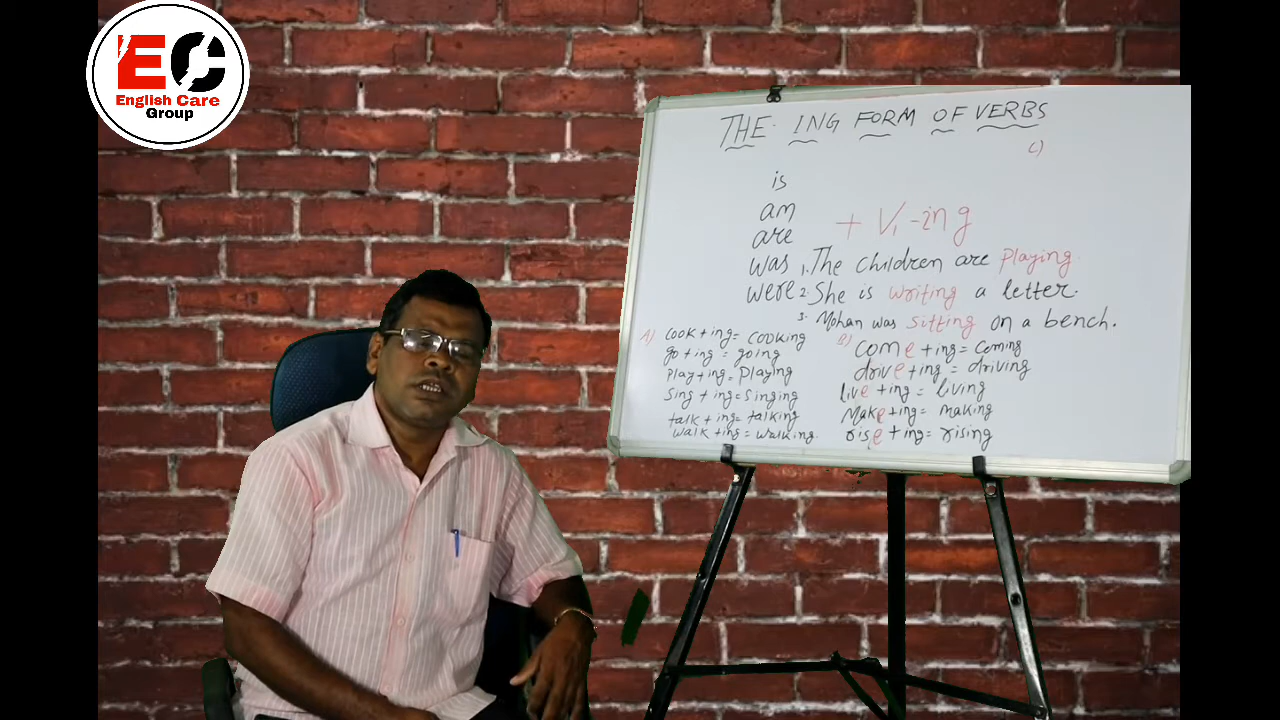 EC
English Care
Group
THE ING FORM OF VERBS
C)
is
am
are
was
were
+ V1-ing
1. The children are playing.
2. She is writing a letter.
3. Mohan was sitting on a bench.
A)
cook+ing= cooking
go+ing = going
Play+ing= Playing
Sing+ing=Singing
talk+ing=talking
walk+ing=walking.
B)
come+ing=coming
drive+ing=driving
live+ing= living
Make+ing= making
rise+ing= rising